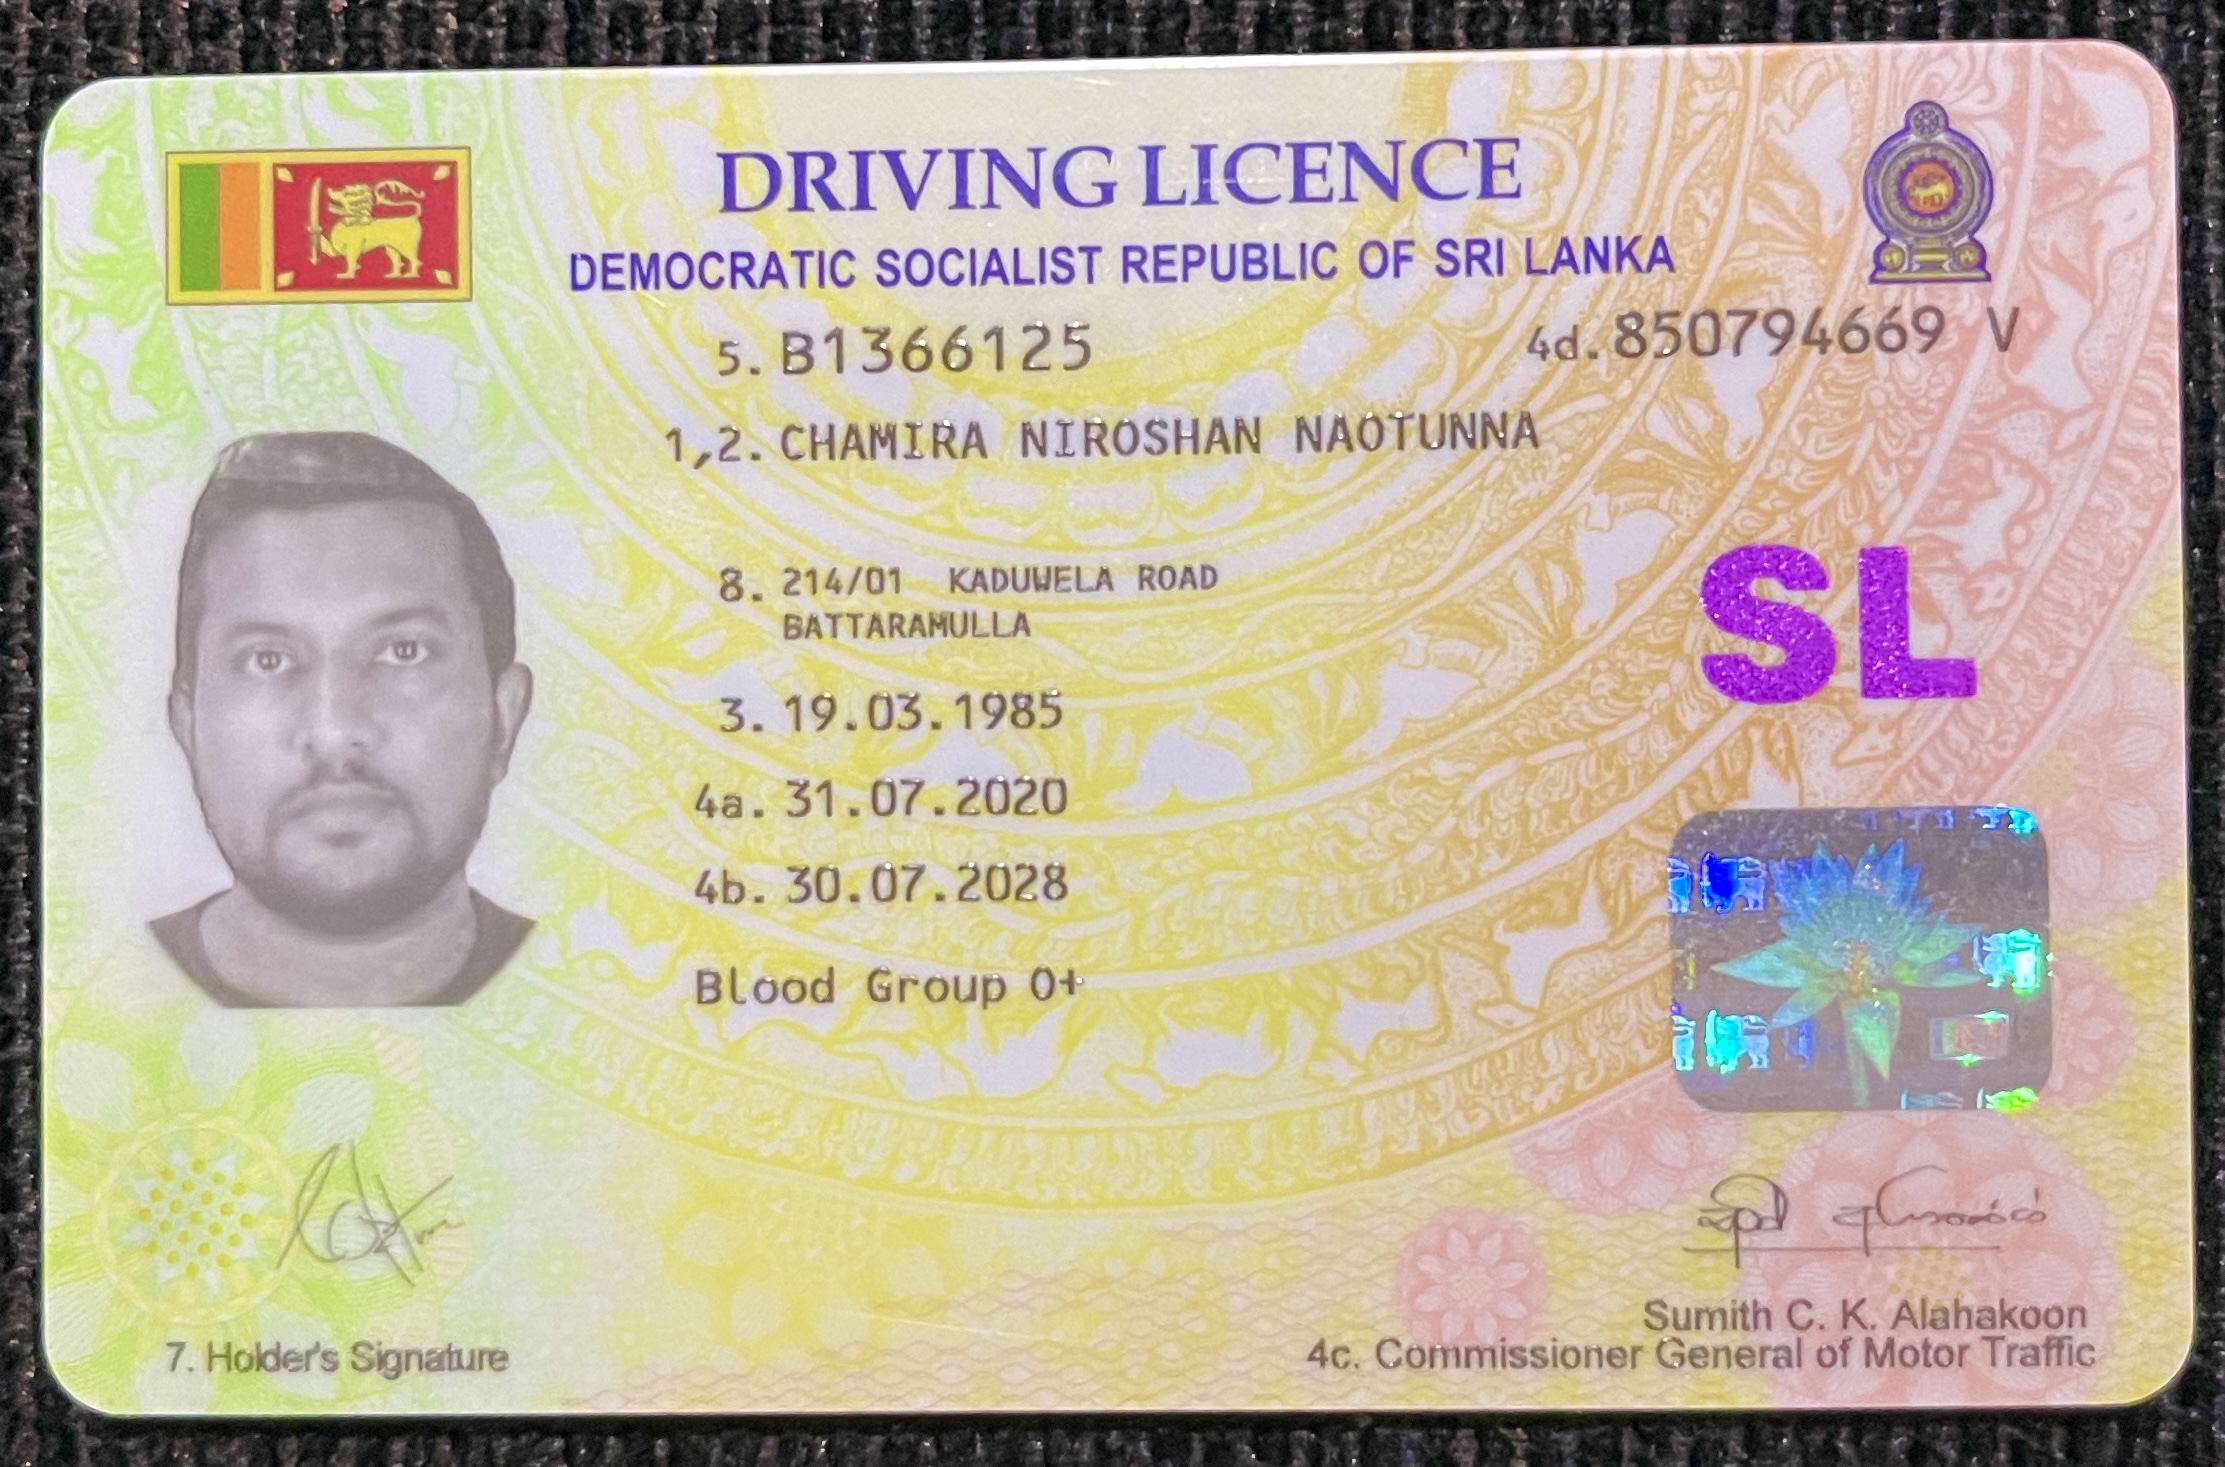 DRIVING LICENCE
DEMOCRATIC SOCIALIST REPUBLIC OF SRI LANKA
5. B1366125 4d. 850794669 V
1,2. CHAMIRA NIROSHAN NAOTUNNA
8. 214/01 KADUWELA ROAD
BATTARAMULLA
SL
3. 19.03.1985
4a. 31.07.2020
4b. 30.07.2028
Blood Group O+
7. Holder's Signature
Sumith C. K. Alahakoon
4c. Commissioner General of Motor Traffic